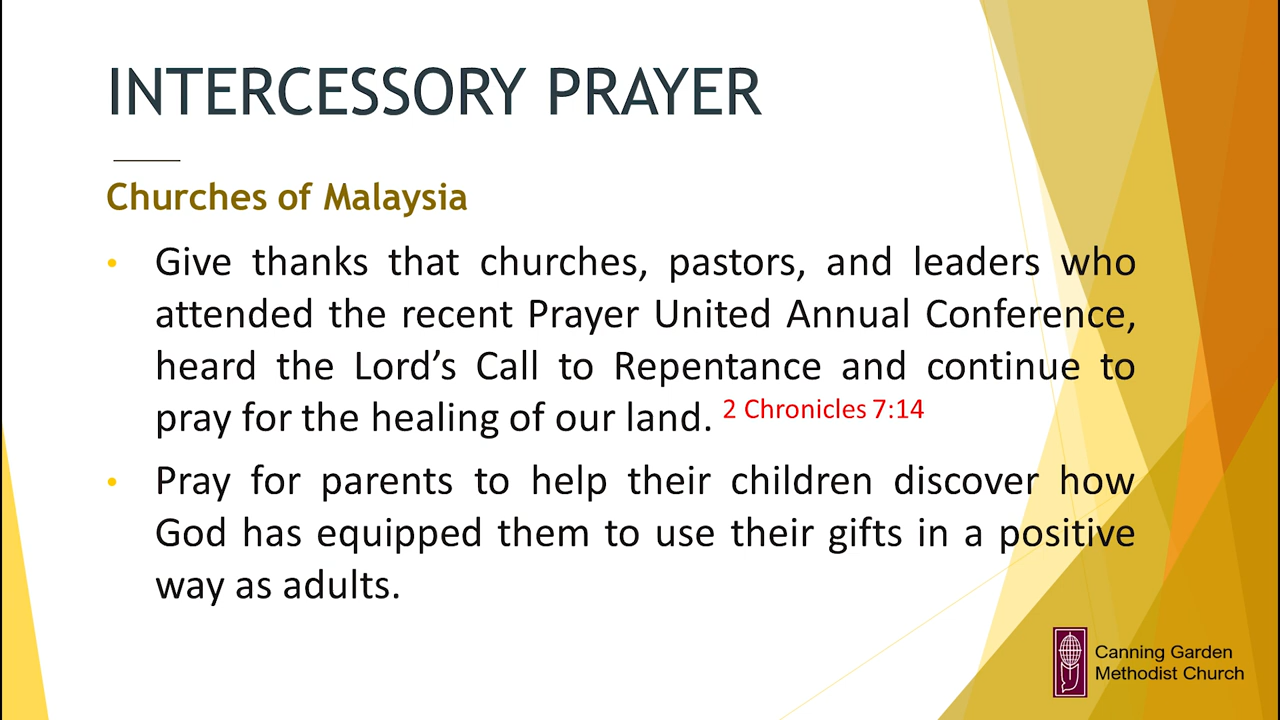 INTERCESSORY PRAYER
Churches of Malaysia
• Give thanks that churches, pastors, and leaders who
attended the recent Prayer United Annual Conference,
heard the Lord’s Call to Repentance and continue to
pray for the healing of our land. 2 Chronicles 7:14
• Pray for parents to help their children discover how
God has equipped them to use their gifts in a positive
way as adults.
Canning Garden
Methodist Church